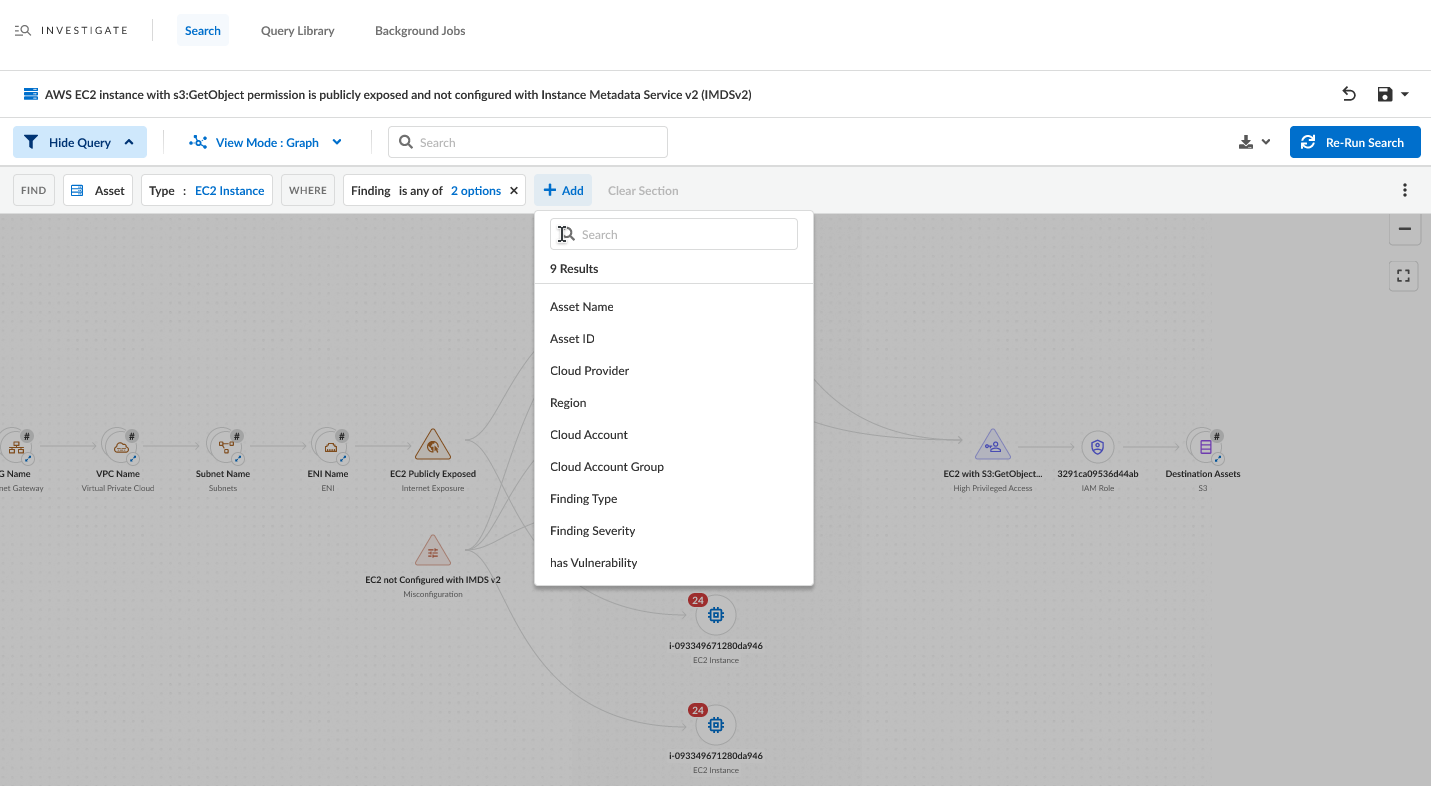 INVESTIGATE
Search
Query Library
Background Jobs
AWS EC2 instance with s3:GetObject permission is publicly exposed and not configured with Instance Metadata Service v2 (IMDSv2)
Hide Query
View Mode : Graph
Search
Re-Run Search
FIND
Asset
Type : EC2 Instance
WHERE
Finding is any of 2 options
Add
Clear Section
Search
9 Results
Asset Name
Asset ID
Cloud Provider
Region
Cloud Account
Cloud Account Group
Finding Type
Finding Severity
has Vulnerability
#
G Name
net Gateway
#
VPC Name
Virtual Private Cloud
#
Subnet Name
Subnets
#
ENI Name
ENI
EC2 Publicly Exposed
Internet Exposure
EC2 with S3:GetObject...
High Privileged Access
3291ca09536d44ab
IAM Role
#
Destination Assets
S3
EC2 not Configured with IMDS v2
Misconfiguration
24
i-093349671280da946
EC2 Instance
24
i-093349671280da946
EC2 Instance